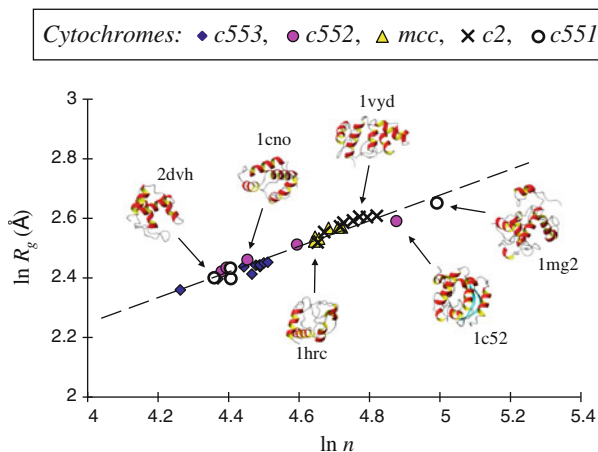 Cytochromes: c553, c552, mcc, c2, c551
3
2.8
2.6
2.4
2.2
2
ln Rg (Å)
1vyd
1cno
2dvh
1mg2
1c52
1hrc
4 4.2 4.4 4.6 4.8 5 5.2 5.4
ln n